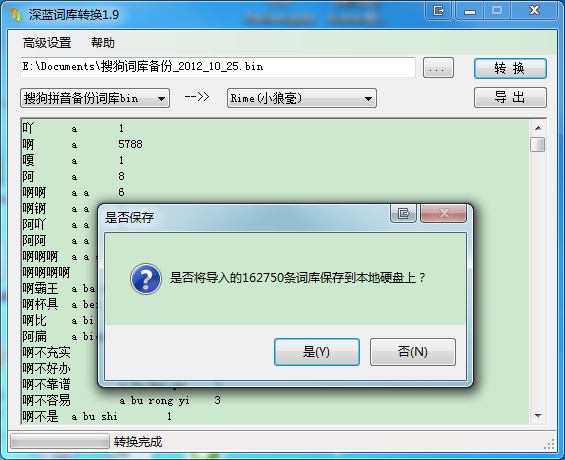 深蓝词库转换1.9
高级设置 帮助
E:\Documents\搜狗词库备份_2012_10_25.bin ... 转 换
搜狗拼音备份词库bin -->> Rime(小狼毫) 导 出
吖 a 1
啊 a 5788
嘎 a 1
阿 a 8
啊啊 a a 6
啊锕 a a
阿吖 a a
阿阿 a a
啊啊啊 a a
啊啊啊啊
啊霸王 a ba
啊杯具 a bei
啊比 a bi
阿扁 a bi
啊不充实
啊不好办
啊不靠谱
啊不容易 a bu rong yi 3
啊不是 a bu shi 1
是否保存
是否将导入的162750条词库保存到本地硬盘上？
是(Y) 否(N)
转换完成